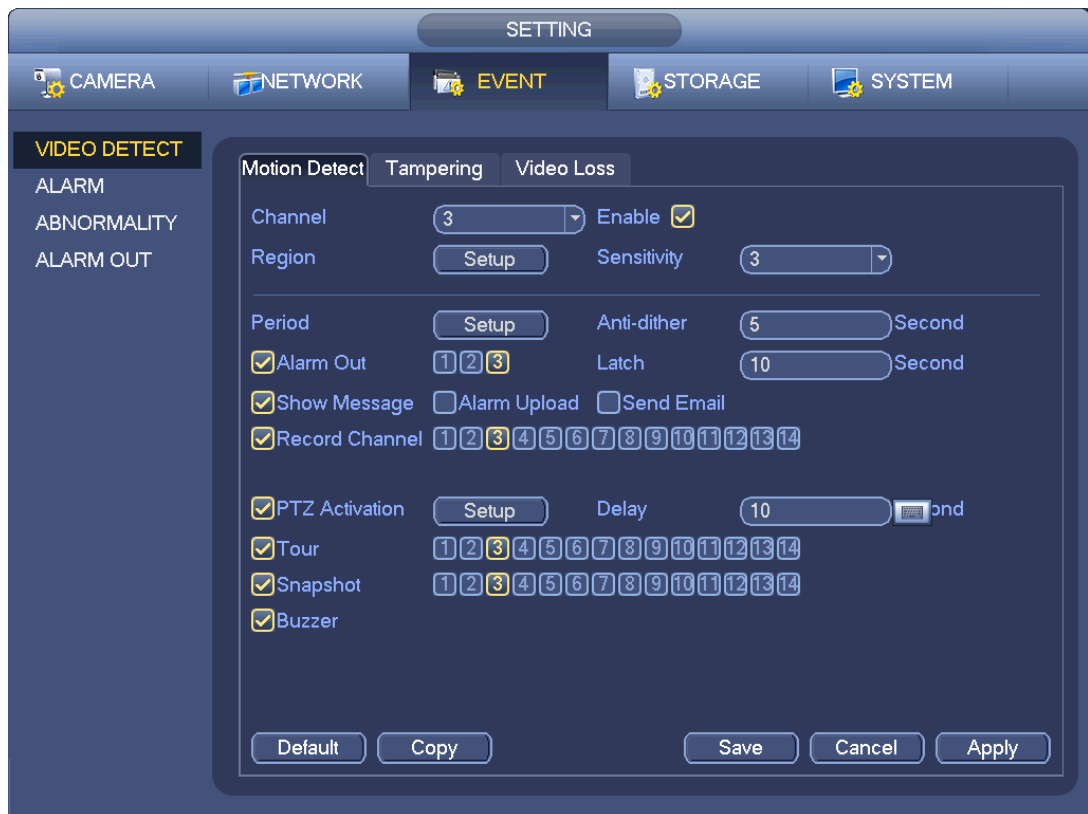 SETTING
CAMERA NETWORK EVENT STORAGE SYSTEM
VIDEO DETECT
ALARM
ABNORMALITY
ALARM OUT
Motion Detect Tampering Video Loss
Channel 3 Enable
Region Setup Sensitivity 3
Period Setup Anti-dither 5 Second
Alarm Out 1 2 3 Latch 10 Second
Show Message Alarm Upload Send Email
Record Channel 1 2 3 4 5 6 7 8 9 10 11 12 13 14
PTZ Activation Setup Delay 10 ond
Tour 1 2 3 4 5 6 7 8 9 10 11 12 13 14
Snapshot 1 2 3 4 5 6 7 8 9 10 11 12 13 14
Buzzer
Default Copy Save Cancel Apply